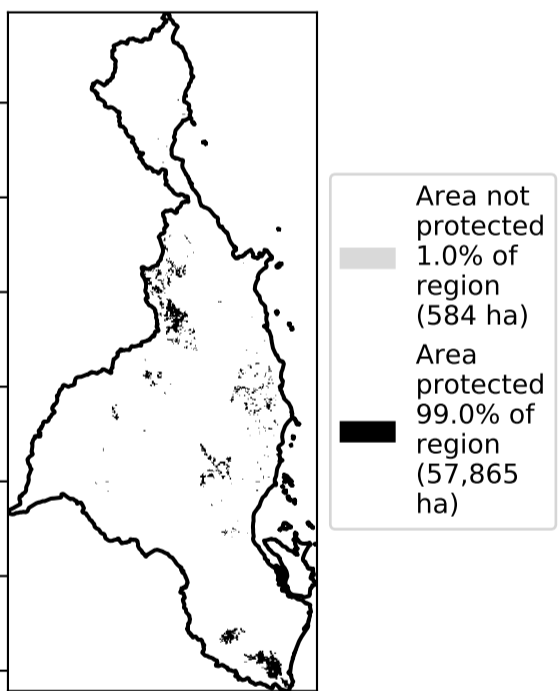 Area not
protected
1.0% of
region
(584 ha)
Area
protected
99.0% of
region
(57,865
ha)